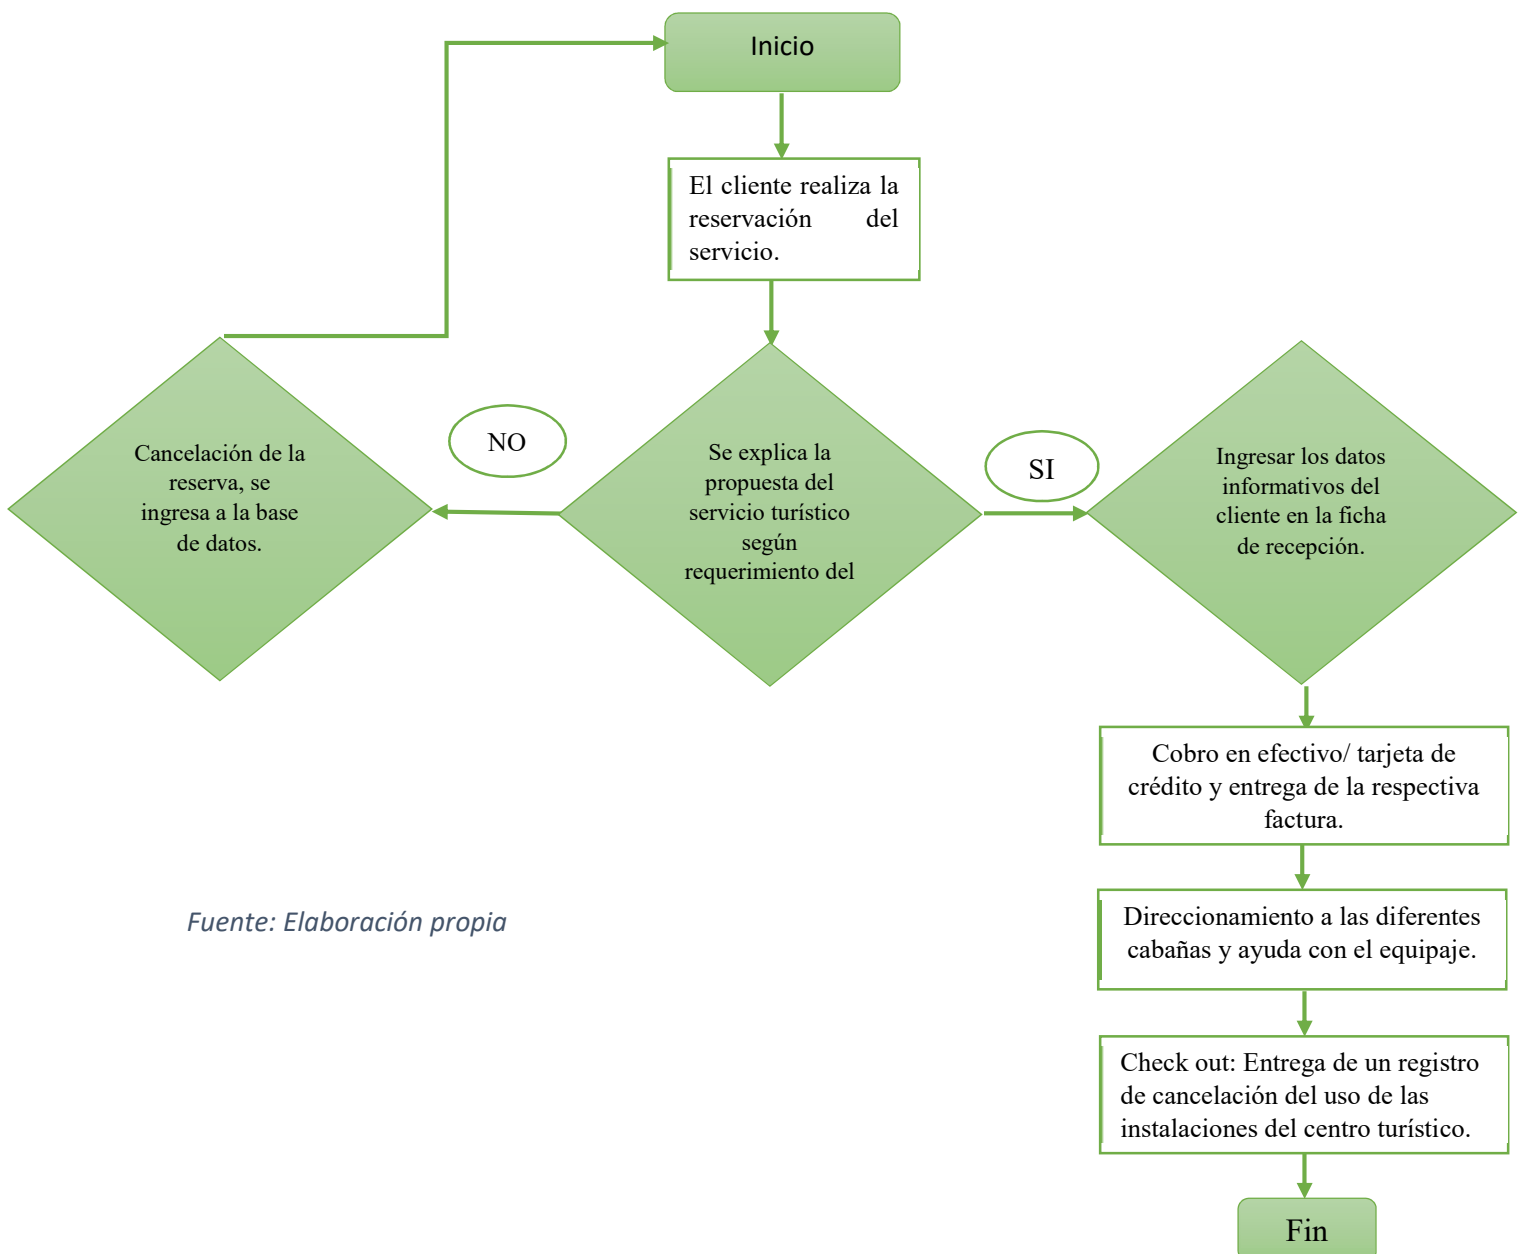 Inicio
El cliente realiza la
reservación del
servicio.
NO
Cancelación de la
reserva, se
ingresa a la base
de datos.
Se explica la
propuesta del
servicio turístico
según
requerimiento del
SI
Ingresar los datos
informativos del
cliente en la ficha
de recepción.
Cobro en efectivo/ tarjeta de
crédito y entrega de la respectiva
factura.
Direccionamiento a las diferentes
cabañas y ayuda con el equipaje.
Check out: Entrega de un registro
de cancelación del uso de las
instalaciones del centro turístico.
Fin
Fuente: Elaboración propia